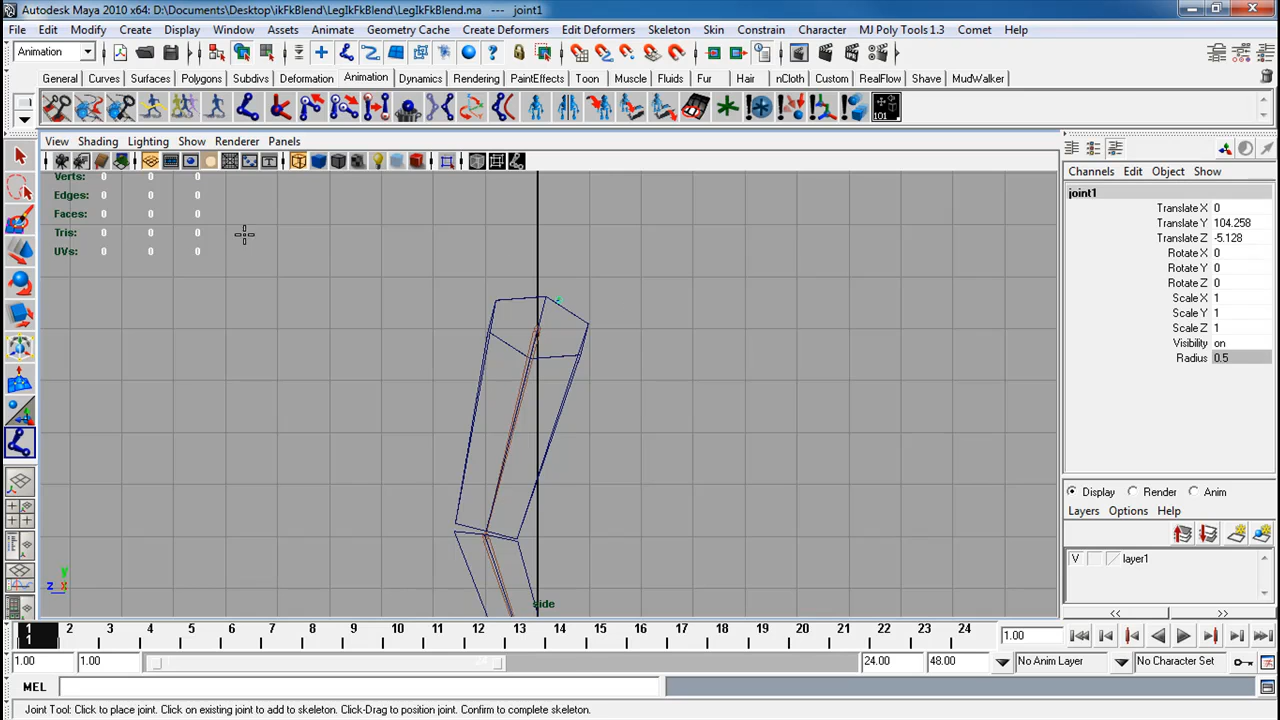 Autodesk Maya 2010 x64: D:\Documents\Desktop\ikFkBlend\LegIkFkBlend\LegIkFkBlend.ma --- joint1
File Edit Modify Create Display Window Assets Animate Geometry Cache Create Deformers Edit Deformers Skeleton Skin Constrain Character MJ Poly Tools 1.3 Comet Help
Animation
General Curves Surfaces Polygons Subdivs Deformation Animation Dynamics Rendering PaintEffects Toon Muscle Fluids Fur Hair nCloth Custom RealFlow Shave MudWalker
101
View Shading Lighting Show Renderer Panels
Channels Edit Object Show
Verts: 0 0 0
Edges: 0 0 0
Faces: 0 0 0
Tris: 0 0 0
UVs: 0 0 0
joint1
Translate X 0
Translate Y 104.258
Translate Z -5.128
Rotate X 0
Rotate Y 0
Rotate Z 0
Scale X 1
Scale Y 1
Scale Z 1
Visibility on
Radius 0.5
Display Render Anim
Layers Options Help
V layer1
y
z x
side
<< >>
1 2 3 4 5 6 7 8 9 10 11 12 13 14 15 16 17 18 19 20 21 22 23 24
1 1.00
1.00 1.00 24 24.00 48.00 No Anim Layer No Character Set
MEL
Joint Tool: Click to place joint. Click on existing joint to add to skeleton. Click-Drag to position joint. Confirm to complete skeleton.